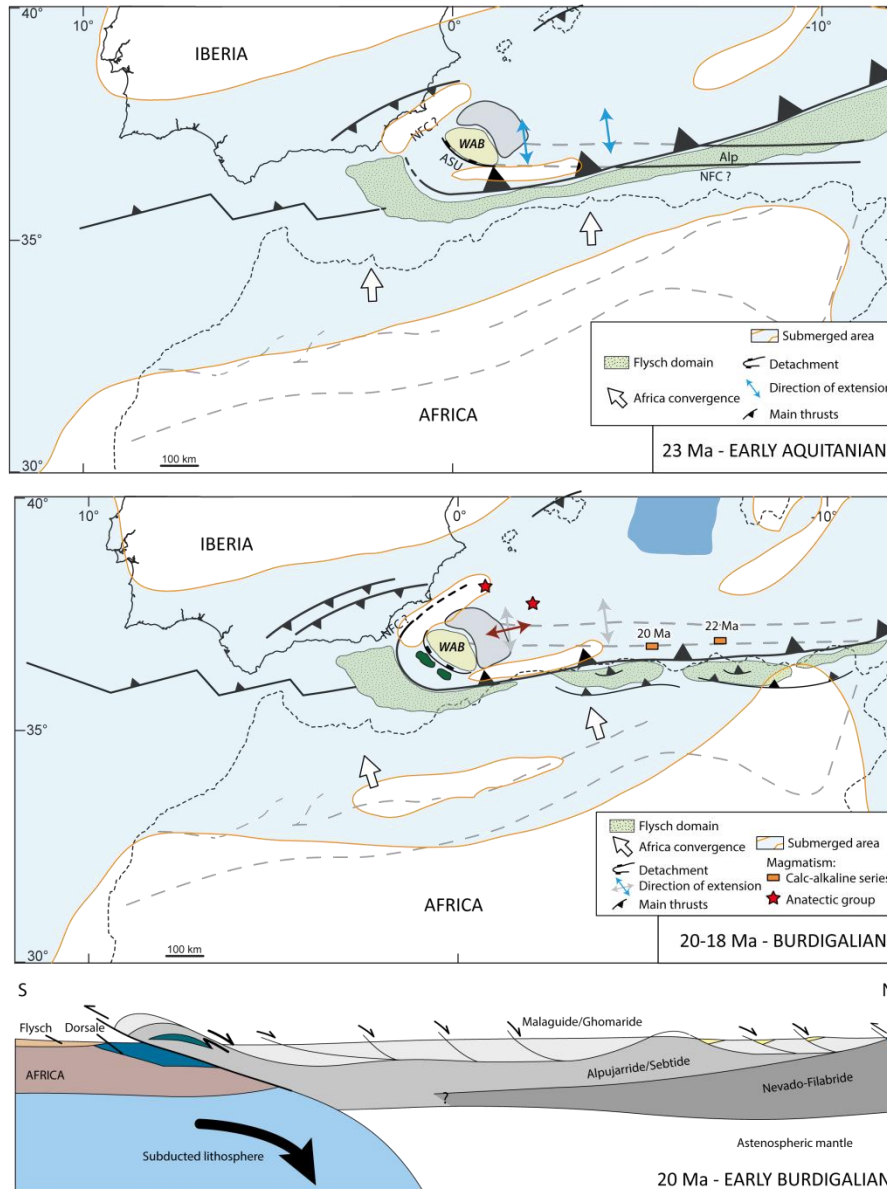 40°
10°
0°
-10°
IBERIA
NFC ?
WAB
ASU
Alp
NFC ?
35°
Submerged area
Flysch domain
Detachment
Direction of extension
Africa convergence
Main thrusts
AFRICA
30°
100 km
23 Ma - EARLY AQUITANIAN
40°
10°
0°
-10°
IBERIA
NFC ?
WAB
20 Ma
22 Ma
35°
Flysch domain
Africa convergence
Submerged area
Detachment
Magmatism:
Direction of extension
Calc-alkaline series
Main thrusts
Anatectic group
AFRICA
30°
100 km
20-18 Ma - BURDIGALIAN
S
N
Flysch
Dorsale
Malaguide/Ghomaride
AFRICA
Alpujarride/Sebtide
Nevado-Filabride
?
Subducted lithosphere
Astenospheric mantle
20 Ma - EARLY BURDIGALIAN